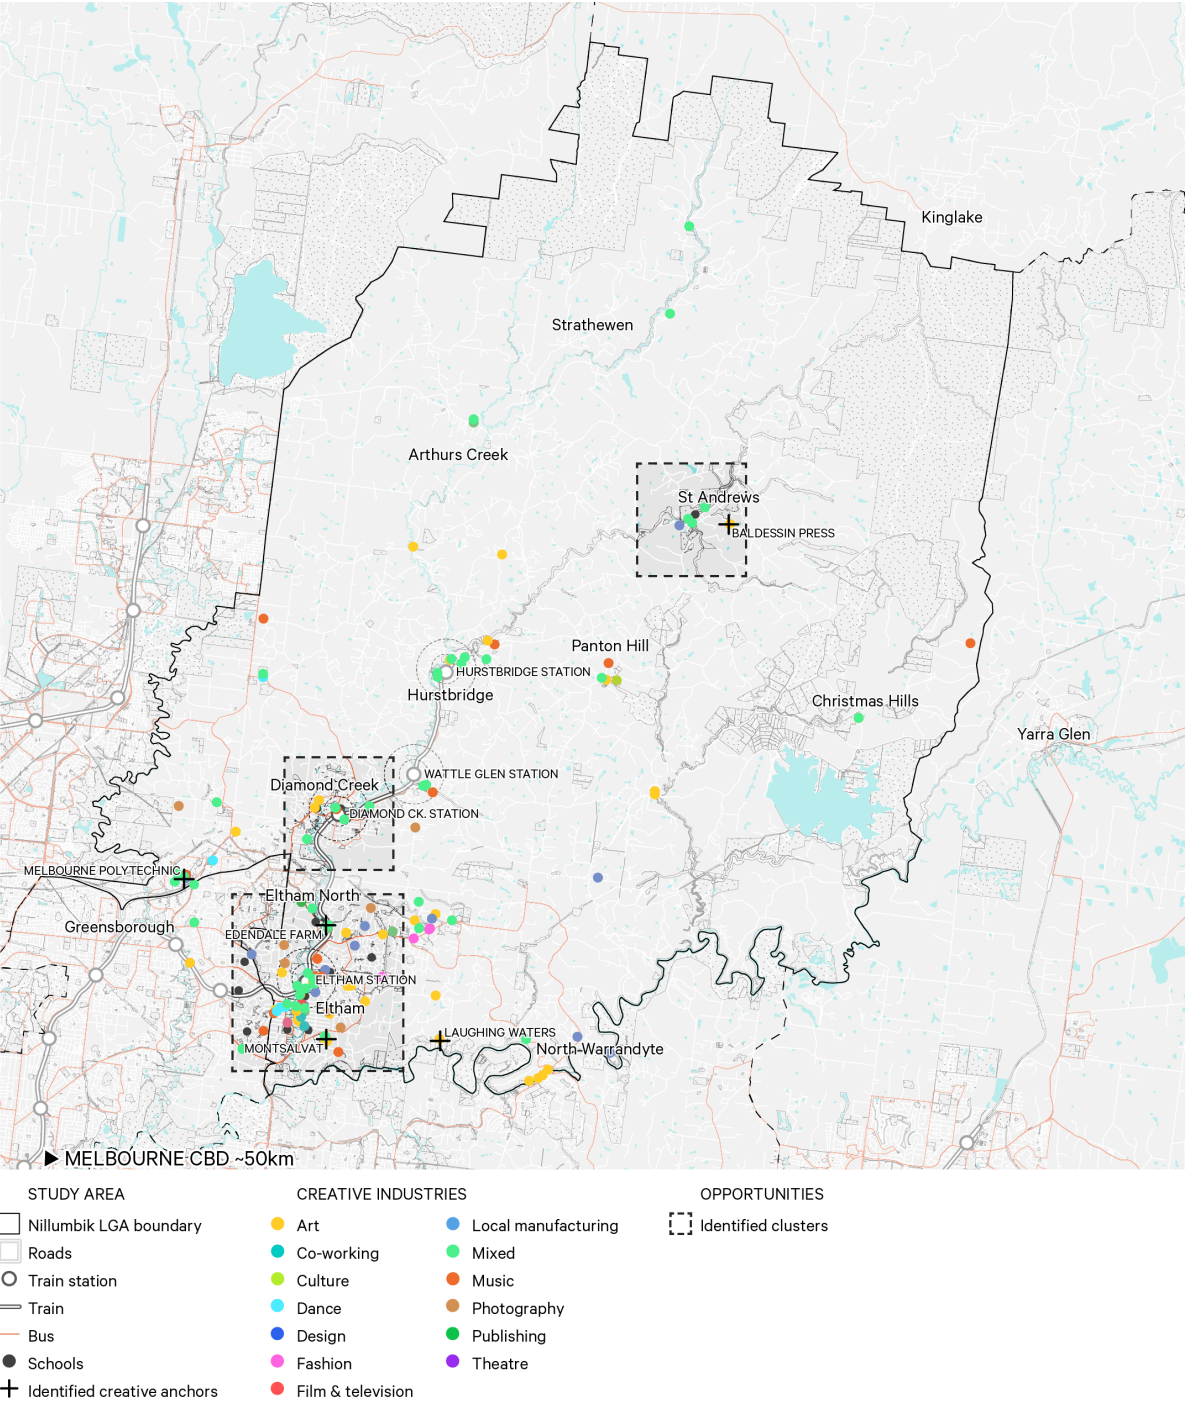 Kinglake
Strathewen
Arthurs Creek
St Andrews
BALDESSIN PRESS
Panton Hill
HURSTBRIDGE STATION
Hurstbridge
Christmas Hills
Yarra Glen
WATTLE GLEN STATION
Diamond Creek
DIAMOND CK. STATION
MELBOURNE POLYTECHNIC
Eltham North
Greensborough
EDENDALE FARM
ELTHAM STATION
Eltham
LAUGHING WATERS
MONTSALVAT
North Warrandyte
MELBOURNE CBD ~50km
STUDY AREA
Nillumbik LGA boundary
Roads
Train station
Train
Bus
Schools
Identified creative anchors
CREATIVE INDUSTRIES
Art
Co-working
Culture
Dance
Design
Fashion
Film & television
Local manufacturing
Mixed
Music
Photography
Publishing
Theatre
OPPORTUNITIES
Identified clusters